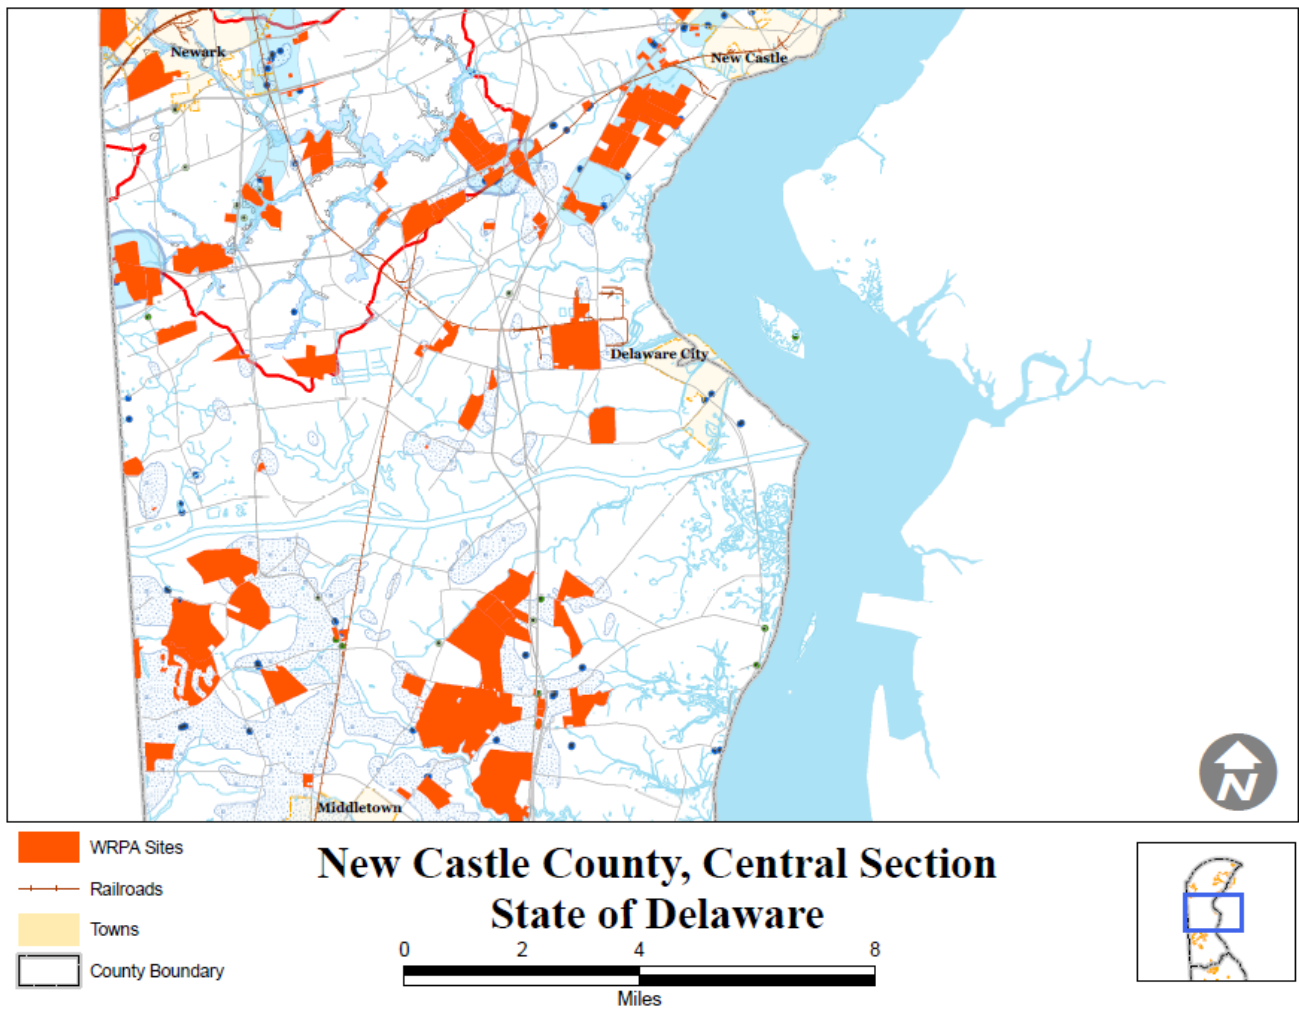 Newark
New Castle
Delaware City
Middletown
N
WRPA Sites
Railroads
Towns
County Boundary
New Castle County, Central Section
State of Delaware
0 2 4 8
Miles